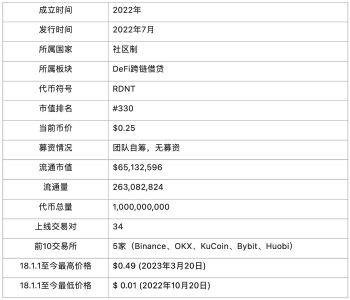 成立时间 2022年
发行时间 2022年7月
所属国家 社区制
所属板块 DeFi跨链借贷
代币符号 RDNT
市值排名 #330
当前币价 $0.25
募资情况 团队自筹，无募资
流通市值 $65,132,596
流通量 263,082,824
代币总量 1,000,000,000
上线交易对 34
前10交易所 5家（Binance、OKX、KuCoin、Bybit、Huobi）
18.1.1至今最高价格 $0.49 (2023年3月20日)
18.1.1至今最低价格 $ 0.01 (2022年10月20日)